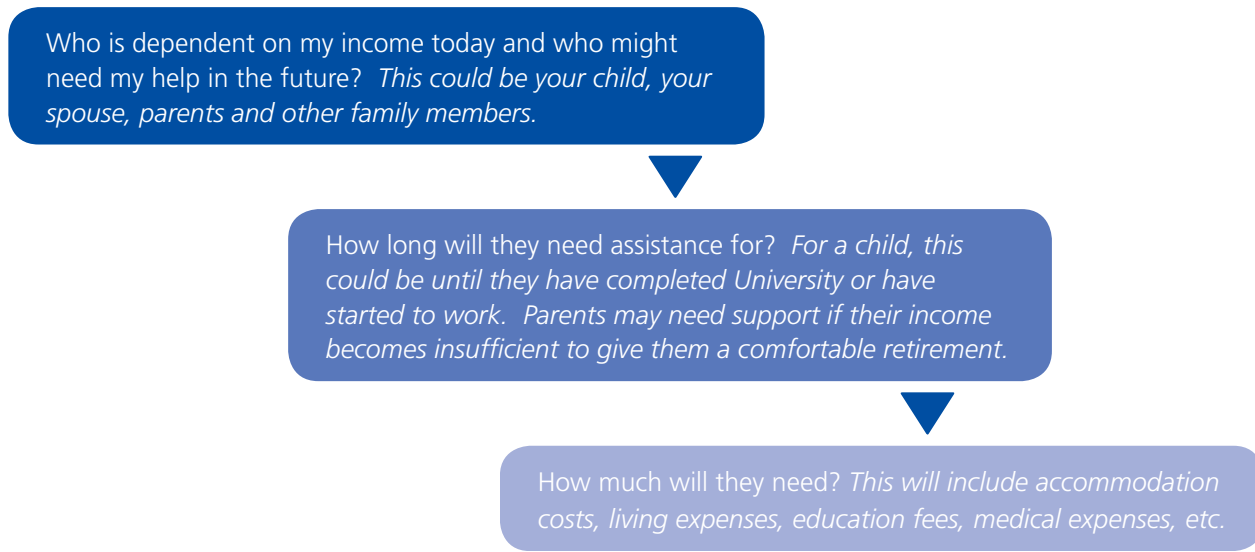 Who is dependent on my income today and who might
need my help in the future? This could be your child, your
spouse, parents and other family members.
How long will they need assistance for? For a child, this
could be until they have completed University or have
started to work. Parents may need support if their income
becomes insufficient to give them a comfortable retirement.
How much will they need? This will include accommodation
costs, living expenses, education fees, medical expenses, etc.